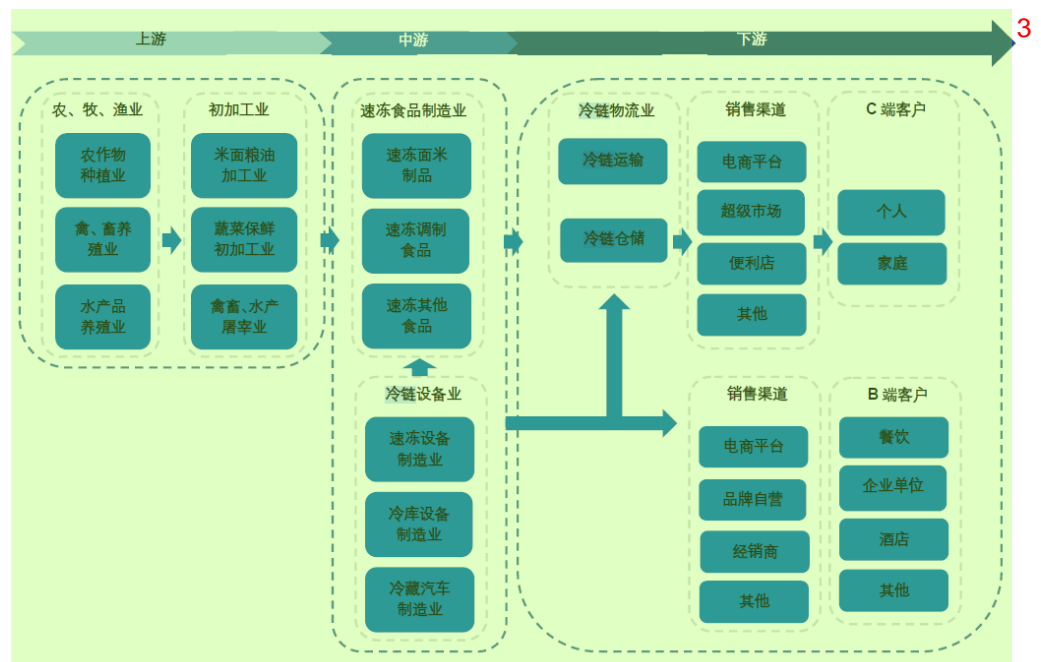 上游
中游
下游
3
农、牧、渔业
农作物
种植业
禽、畜养
殖业
水产品
养殖业
初加工业
米面粮油
加工业
蔬菜保鲜
初加工业
禽畜、水产
屠宰业
速冻食品制造业
速冻面米
制品
速冻调制
食品
速冻其他
食品
冷链设备业
速冻设备
制造业
冷库设备
制造业
冷藏汽车
制造业
冷链物流业
冷链运输
冷链仓储
销售渠道
电商平台
超级市场
便利店
其他
C 端客户
个人
家庭
销售渠道
电商平台
品牌自营
经销商
其他
B 端客户
餐饮
企业单位
酒店
其他